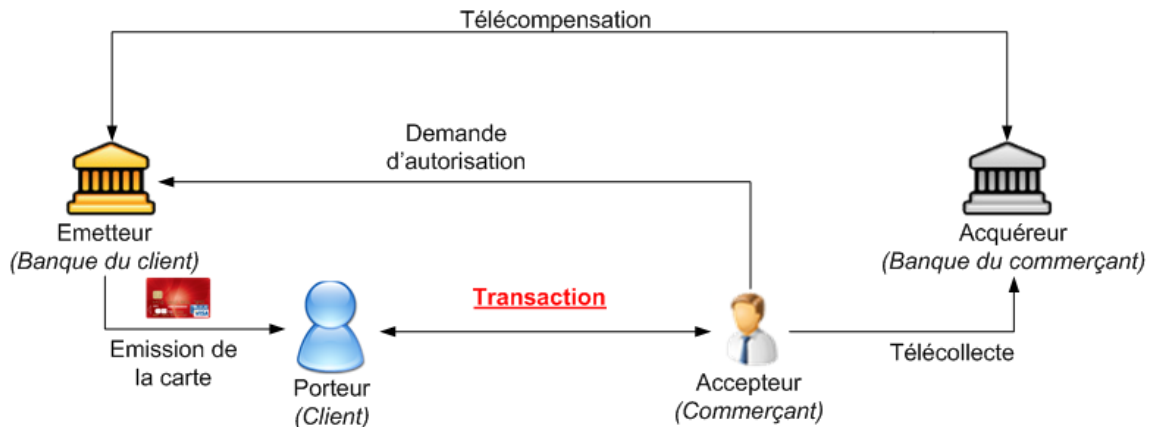 Télécompensation
Demande
d'autorisation
Emetteur
(Banque du client)
Acquéreur
(Banque du commerçant)
VISA
Transaction
Emission de
la carte
Télécollecte
Porteur
(Client)
Accepteur
(Commerçant)